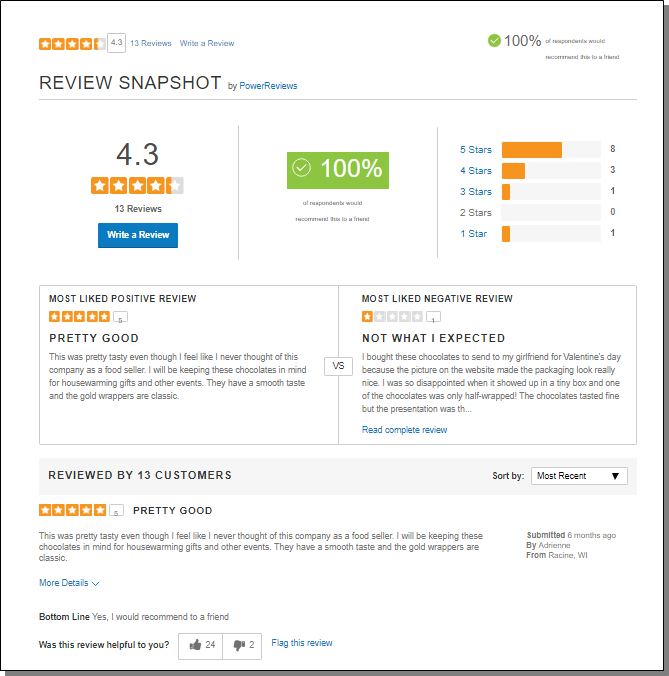 4.3 13 Reviews Write a Review
100% of respondents would
recommend this to a friend
REVIEW SNAPSHOT by PowerReviews
4.3
13 Reviews
Write a Review
100%
of respondents would
recommend this to a friend
5 Stars 8
4 Stars 3
3 Stars 1
2 Stars 0
1 Star 1
MOST LIKED POSITIVE REVIEW
5
PRETTY GOOD
This was pretty tasty even though I feel like I never thought of this
company as a food seller. I will be keeping these chocolates in mind
for housewarming gifts and other events. They have a smooth taste
and the gold wrappers are classic.
VS
MOST LIKED NEGATIVE REVIEW
1
NOT WHAT I EXPECTED
I bought these chocolates to send to my girlfriend for Valentine's day
because the picture on the website made the packaging look really
nice. I was so disappointed when it showed up in a tiny box and one
of the chocolates was only half-wrapped! The chocolates tasted fine
but the presentation was th...
Read complete review
REVIEWED BY 13 CUSTOMERS
Sort by: Most Recent
5 PRETTY GOOD
This was pretty tasty even though I feel like I never thought of this company as a food seller. I will be keeping these
chocolates in mind for housewarming gifts and other events. They have a smooth taste and the gold wrappers are
classic.
Submitted 6 months ago
By Adrienne
From Racine, WI
More Details
Bottom Line Yes, I would recommend to a friend
Was this review helpful to you? 24 2 Flag this review